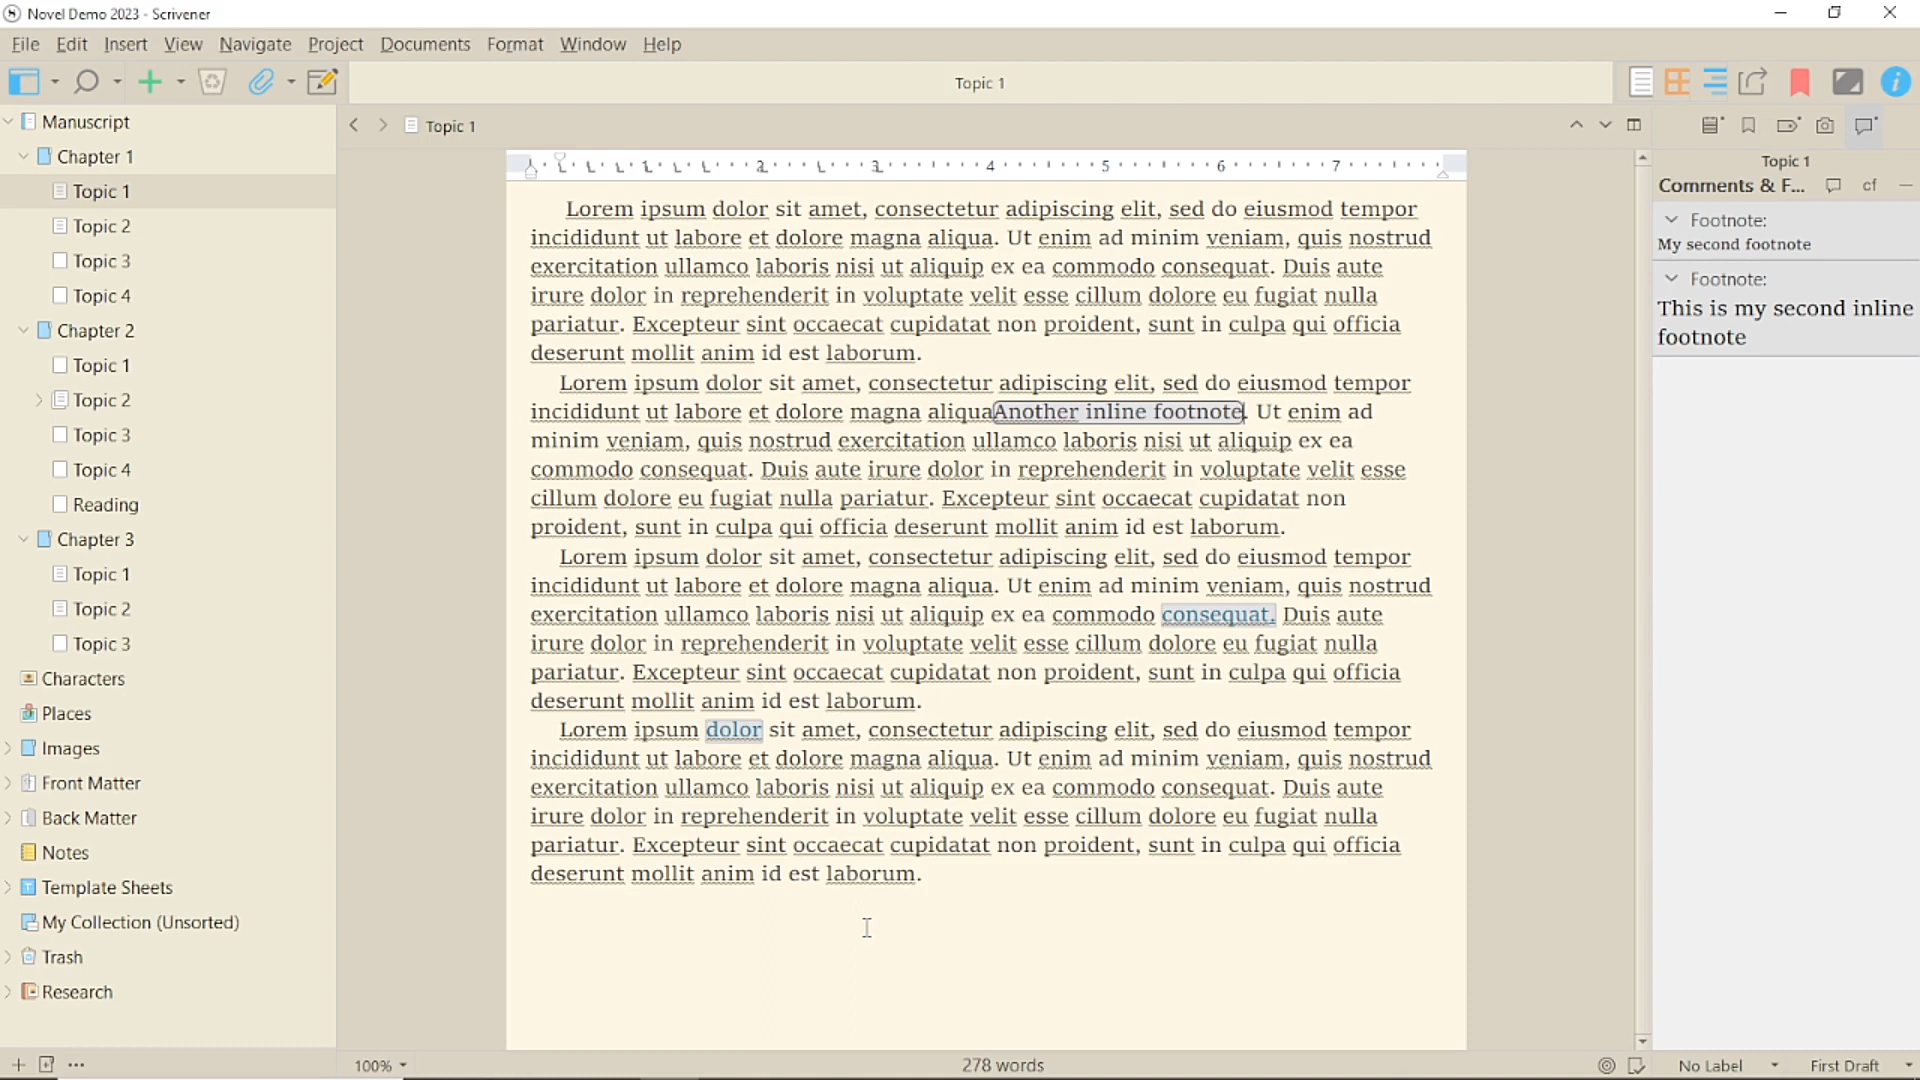 Novel Demo 2023 - Scrivener
File Edit Insert View Navigate Project Documents Format Window Help
Topic 1
Manuscript
Chapter 1
Topic 1
Topic 2
Topic 3
Topic 4
Chapter 2
Topic 1
Topic 2
Topic 3
Topic 4
Reading
Chapter 3
Topic 1
Topic 2
Topic 3
Characters
Places
Images
Front Matter
Back Matter
Notes
Template Sheets
My Collection (Unsorted)
Trash
Research
Topic 1
1 2 3 4 5 6 7
Lorem ipsum dolor sit amet, consectetur adipiscing elit, sed do eiusmod tempor
incididunt ut labore et dolore magna aliqua. Ut enim ad minim veniam, quis nostrud
exercitation ullamco laboris nisi ut aliquip ex ea commodo consequat. Duis aute
irure dolor in reprehenderit in voluptate velit esse cillum dolore eu fugiat nulla
pariatur. Excepteur sint occaecat cupidatat non proident, sunt in culpa qui officia
deserunt mollit anim id est laborum.
Lorem ipsum dolor sit amet, consectetur adipiscing elit, sed do eiusmod tempor
incididunt ut labore et dolore magna aliquaAnother inline footnote. Ut enim ad
minim veniam, quis nostrud exercitation ullamco laboris nisi ut aliquip ex ea
commodo consequat. Duis aute irure dolor in reprehenderit in voluptate velit esse
cillum dolore eu fugiat nulla pariatur. Excepteur sint occaecat cupidatat non
proident, sunt in culpa qui officia deserunt mollit anim id est laborum.
Lorem ipsum dolor sit amet, consectetur adipiscing elit, sed do eiusmod tempor
incididunt ut labore et dolore magna aliqua. Ut enim ad minim veniam, quis nostrud
exercitation ullamco laboris nisi ut aliquip ex ea commodo consequat. Duis aute
irure dolor in reprehenderit in voluptate velit esse cillum dolore eu fugiat nulla
pariatur. Excepteur sint occaecat cupidatat non proident, sunt in culpa qui officia
deserunt mollit anim id est laborum.
Lorem ipsum dolor sit amet, consectetur adipiscing elit, sed do eiusmod tempor
incididunt ut labore et dolore magna aliqua. Ut enim ad minim veniam, quis nostrud
exercitation ullamco laboris nisi ut aliquip ex ea commodo consequat. Duis aute
irure dolor in reprehenderit in voluptate velit esse cillum dolore eu fugiat nulla
pariatur. Excepteur sint occaecat cupidatat non proident, sunt in culpa qui officia
deserunt mollit anim id est laborum.
Topic 1
Comments & F... cf
Footnote:
My second footnote
Footnote:
This is my second inline
footnote
100% 278 words No Label First Draft